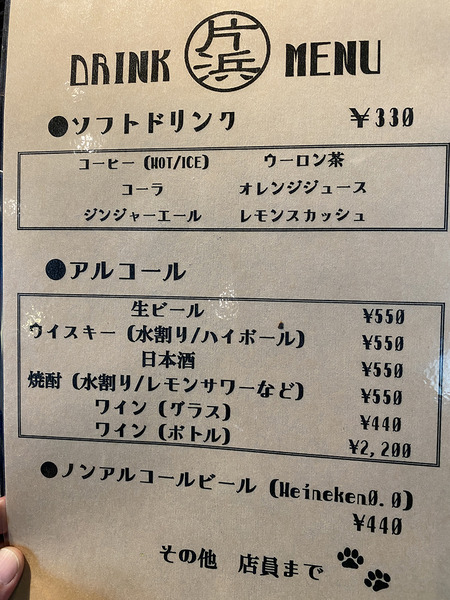 DRINK 片浜 MENU
●ソフトドリンク ¥330
コーヒー (HOT/ICE) ウーロン茶
コーラ オレンジジュース
ジンジャーエール レモンスカッシュ
●アルコール
生ビール ¥550
ウイスキー (水割り/ハイボール) ¥550
日本酒 ¥550
焼酎 (水割り/レモンサワーなど) ¥550
ワイン (グラス) ¥440
ワイン (ボトル) ¥2,200
●ノンアルコールビール (Heineken0.0)
¥440
その他 店員まで